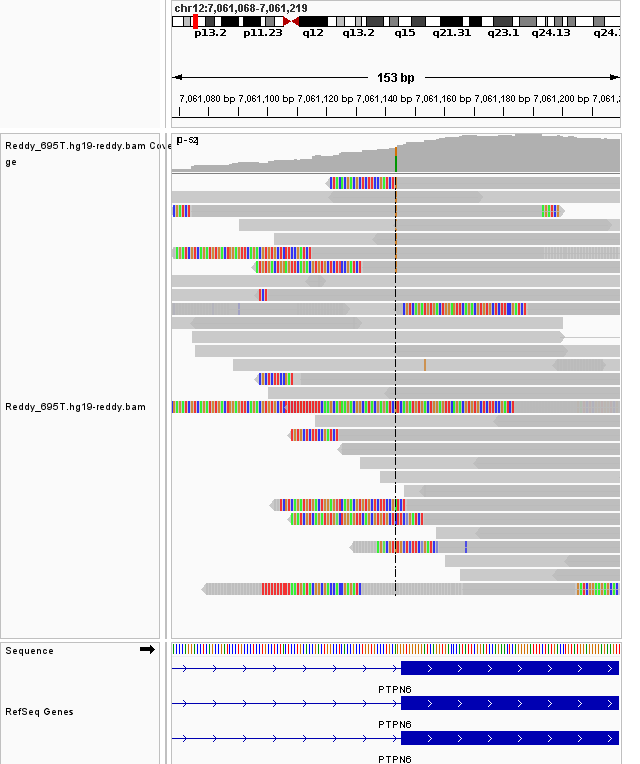 chr12:7,061,068-7,061,219
p13.2 p11.23 q12 q13.2 q15 q21.31 q23.1 q24.13 q24.
153 bp
7,061,080 bp 7,061,100 bp 7,061,120 bp 7,061,140 bp 7,061,160 bp 7,061,180 bp 7,061,200 bp 7,061,2
Reddy_695T.hg19-reddy.bam Cove
ge
[0-52]
Reddy_695T.hg19-reddy.bam
Sequence
PTPN6
RefSeq Genes
PTPN6
PTPN6